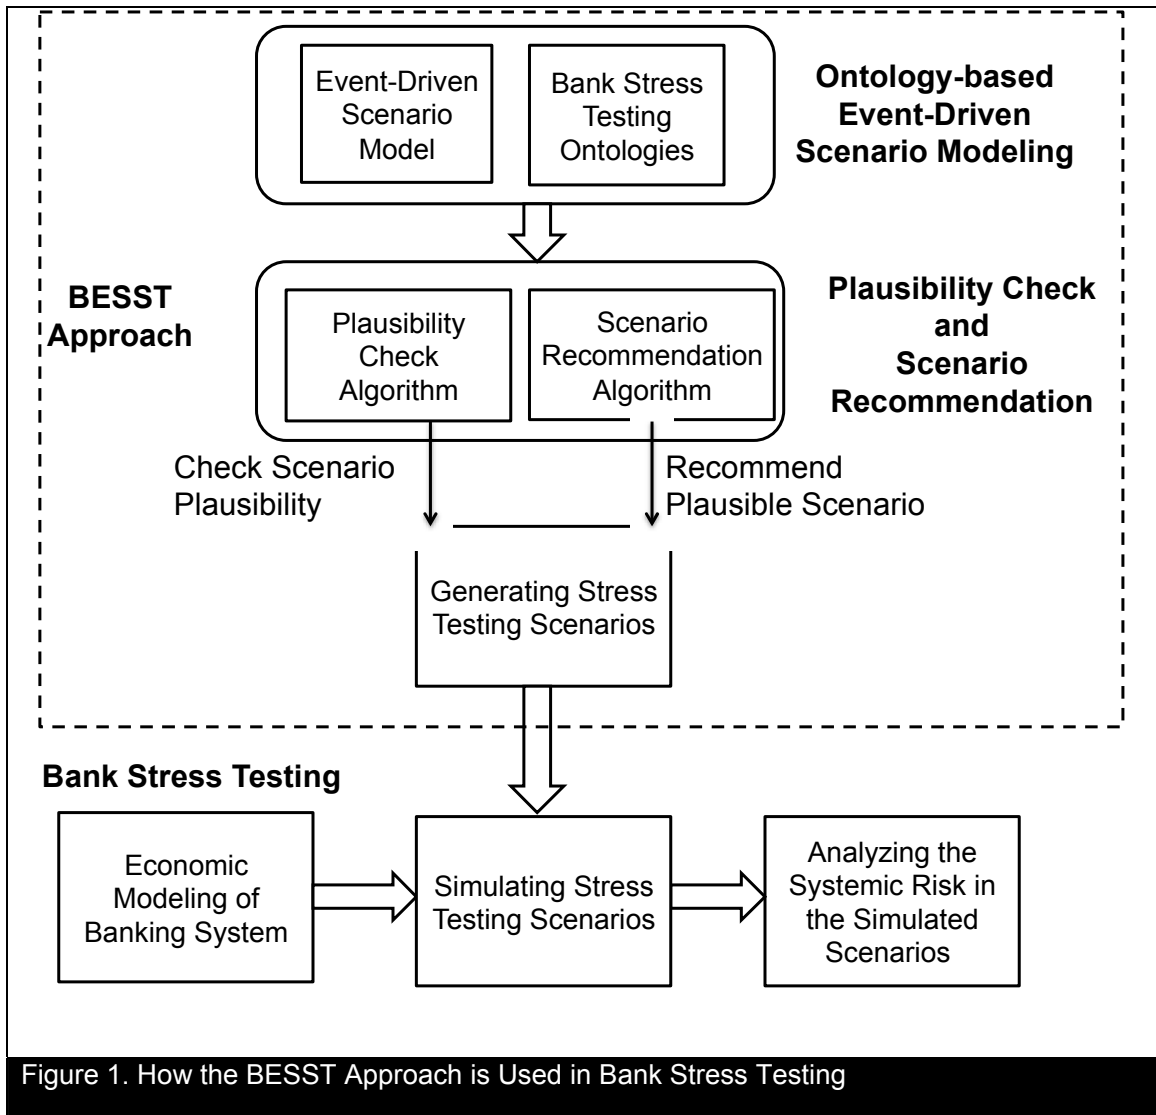 Event-Driven
Scenario
Model
Bank Stress
Testing
Ontologies
Ontology-based
Event-Driven
Scenario Modeling
BESST
Approach
Plausibility
Check
Algorithm
Scenario
Recommendation
Algorithm
Plausibility Check
and
Scenario
Recommendation
Check Scenario
Plausibility
Recommend
Plausible Scenario
Generating Stress
Testing Scenarios
Bank Stress Testing
Economic
Modeling of
Banking System
Simulating Stress
Testing Scenarios
Analyzing the
Systemic Risk in
the Simulated
Scenarios
Figure 1. How the BESST Approach is Used in Bank Stress Testing